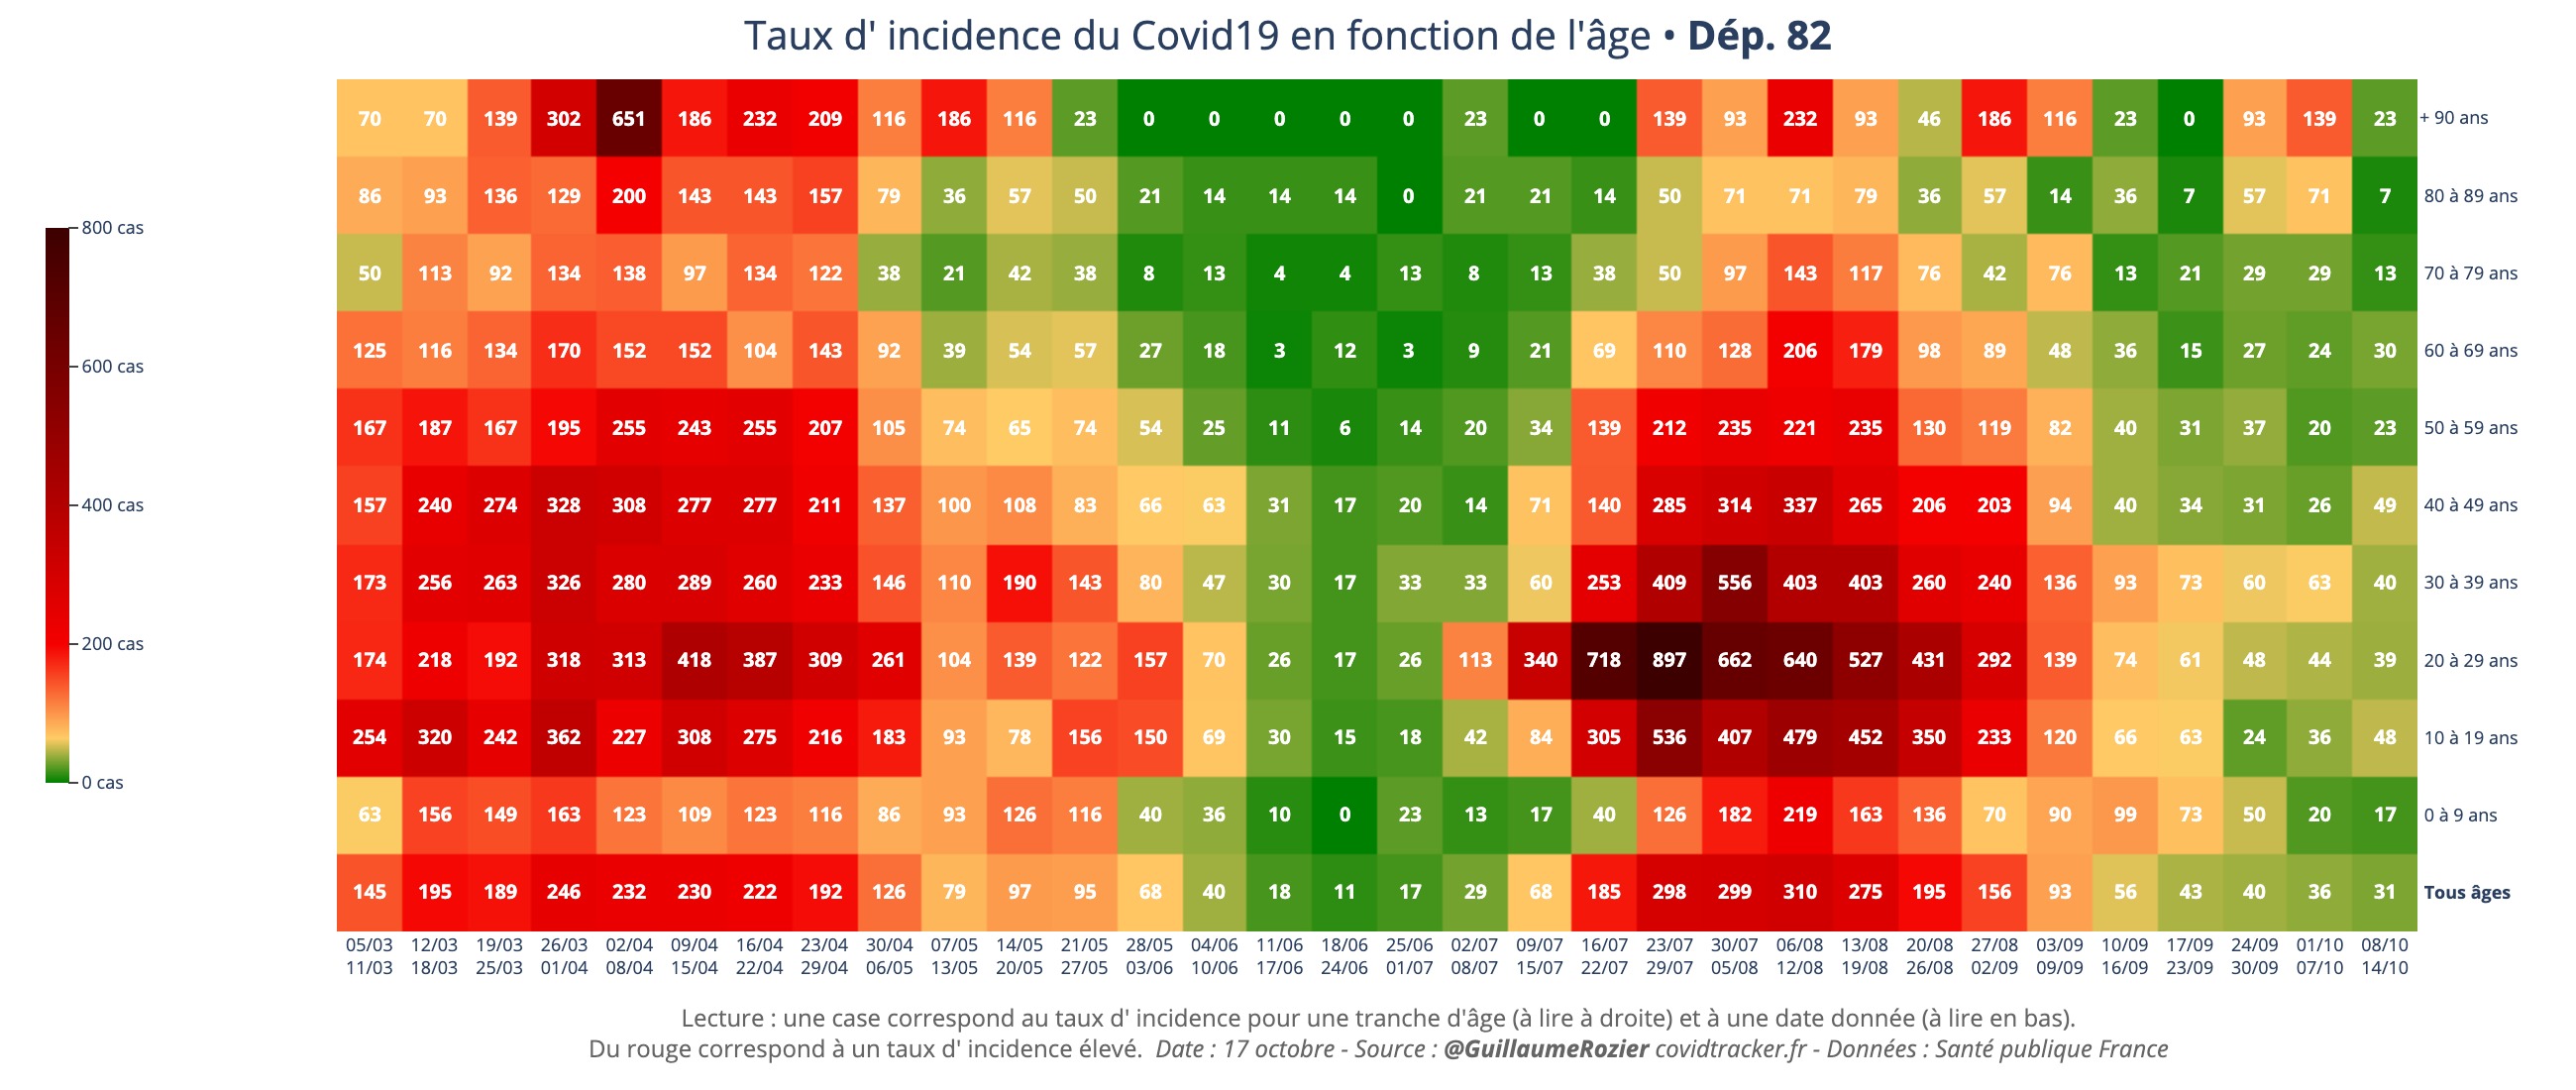 Taux d' incidence du Covid19 en fonction de l'âge • Dép. 82
70 70 139 302 651 186 232 209 116 186 116 23 0 0 0 0 0 23 0 0 139 93 232 93 46 186 116 23 0 93 139 23 + 90 ans
86 93 136 129 200 143 143 157 79 36 57 50 21 14 14 14 0 21 21 14 50 71 71 79 36 57 14 36 7 57 71 7 80 à 89 ans
800 cas
50 113 92 134 138 97 134 122 38 21 42 38 8 13 4 4 13 8 13 38 50 97 143 117 76 42 76 13 21 29 29 13 70 à 79 ans
125 116 134 170 152 152 104 143 92 39 54 57 27 18 3 12 3 9 21 69 110 128 206 179 98 89 48 36 15 27 24 30 60 à 69 ans
600 cas
167 187 167 195 255 243 255 207 105 74 65 74 54 25 11 6 14 20 34 139 212 235 221 235 130 119 82 40 31 37 20 23 50 à 59 ans
400 cas
157 240 274 328 308 277 277 211 137 100 108 83 66 63 31 17 20 14 71 140 285 314 337 265 206 203 94 40 34 31 26 49 40 à 49 ans
173 256 263 326 280 289 260 233 146 110 190 143 80 47 30 17 33 33 60 253 409 556 403 403 260 240 136 93 73 60 63 40 30 à 39 ans
200 cas
174 218 192 318 313 418 387 309 261 104 139 122 157 70 26 17 26 113 340 718 897 662 640 527 431 292 139 74 61 48 44 39 20 à 29 ans
254 320 242 362 227 308 275 216 183 93 78 156 150 69 30 15 18 42 84 305 536 407 479 452 350 233 120 66 63 24 36 48 10 à 19 ans
0 cas
63 156 149 163 123 109 123 116 86 93 126 116 40 36 10 0 23 13 17 40 126 182 219 163 136 70 90 99 73 50 20 17 0 à 9 ans
145 195 189 246 232 230 222 192 126 79 97 95 68 40 18 11 17 29 68 185 298 299 310 275 195 156 93 56 43 40 36 31 Tous âges
05/03 12/03 19/03 26/03 02/04 09/04 16/04 23/04 30/04 07/05 14/05 21/05 28/05 04/06 11/06 18/06 25/06 02/07 09/07 16/07 23/07 30/07 06/08 13/08 20/08 27/08 03/09 10/09 17/09 24/09 01/10 08/10
11/03 18/03 25/03 01/04 08/04 15/04 22/04 29/04 06/05 13/05 20/05 27/05 03/06 10/06 17/06 24/06 01/07 08/07 15/07 22/07 29/07 05/08 12/08 19/08 26/08 02/09 09/09 16/09 23/09 30/09 07/10 14/10
Lecture : une case correspond au taux d' incidence pour une tranche d'âge (à lire à droite) et à une date donnée (à lire en bas).
Du rouge correspond à un taux d' incidence élevé. Date : 17 octobre - Source : @GuillaumeRozier covidtracker.fr - Données : Santé publique France